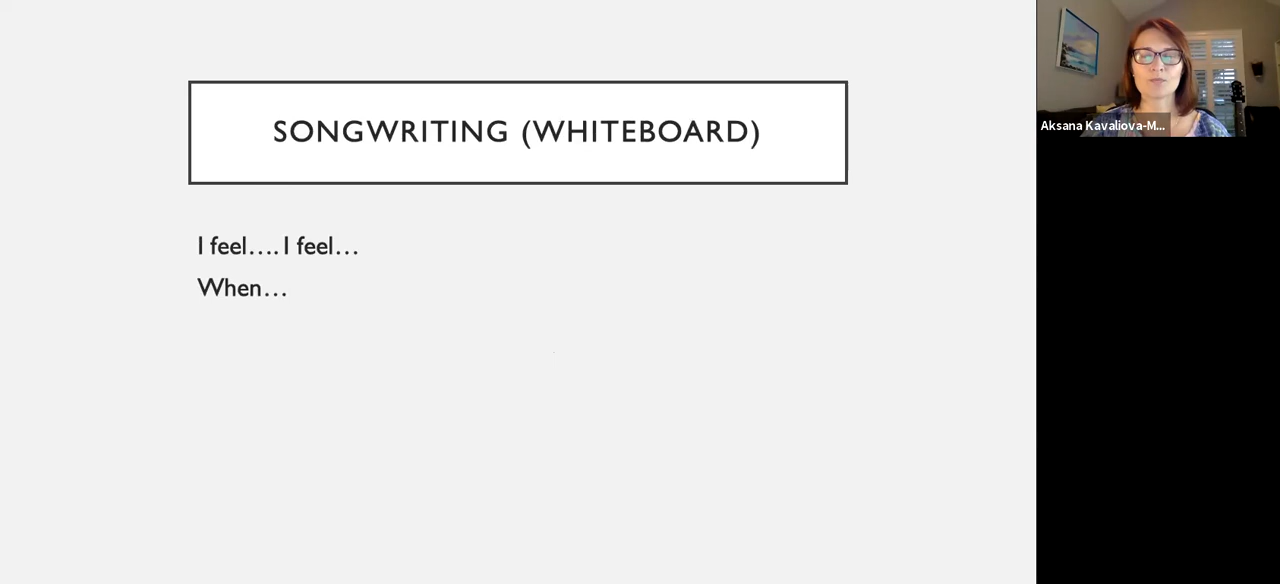 SONGWRITING (WHITEBOARD)
I feel.... I feel...
When...
Aksana Kavaliova-M...